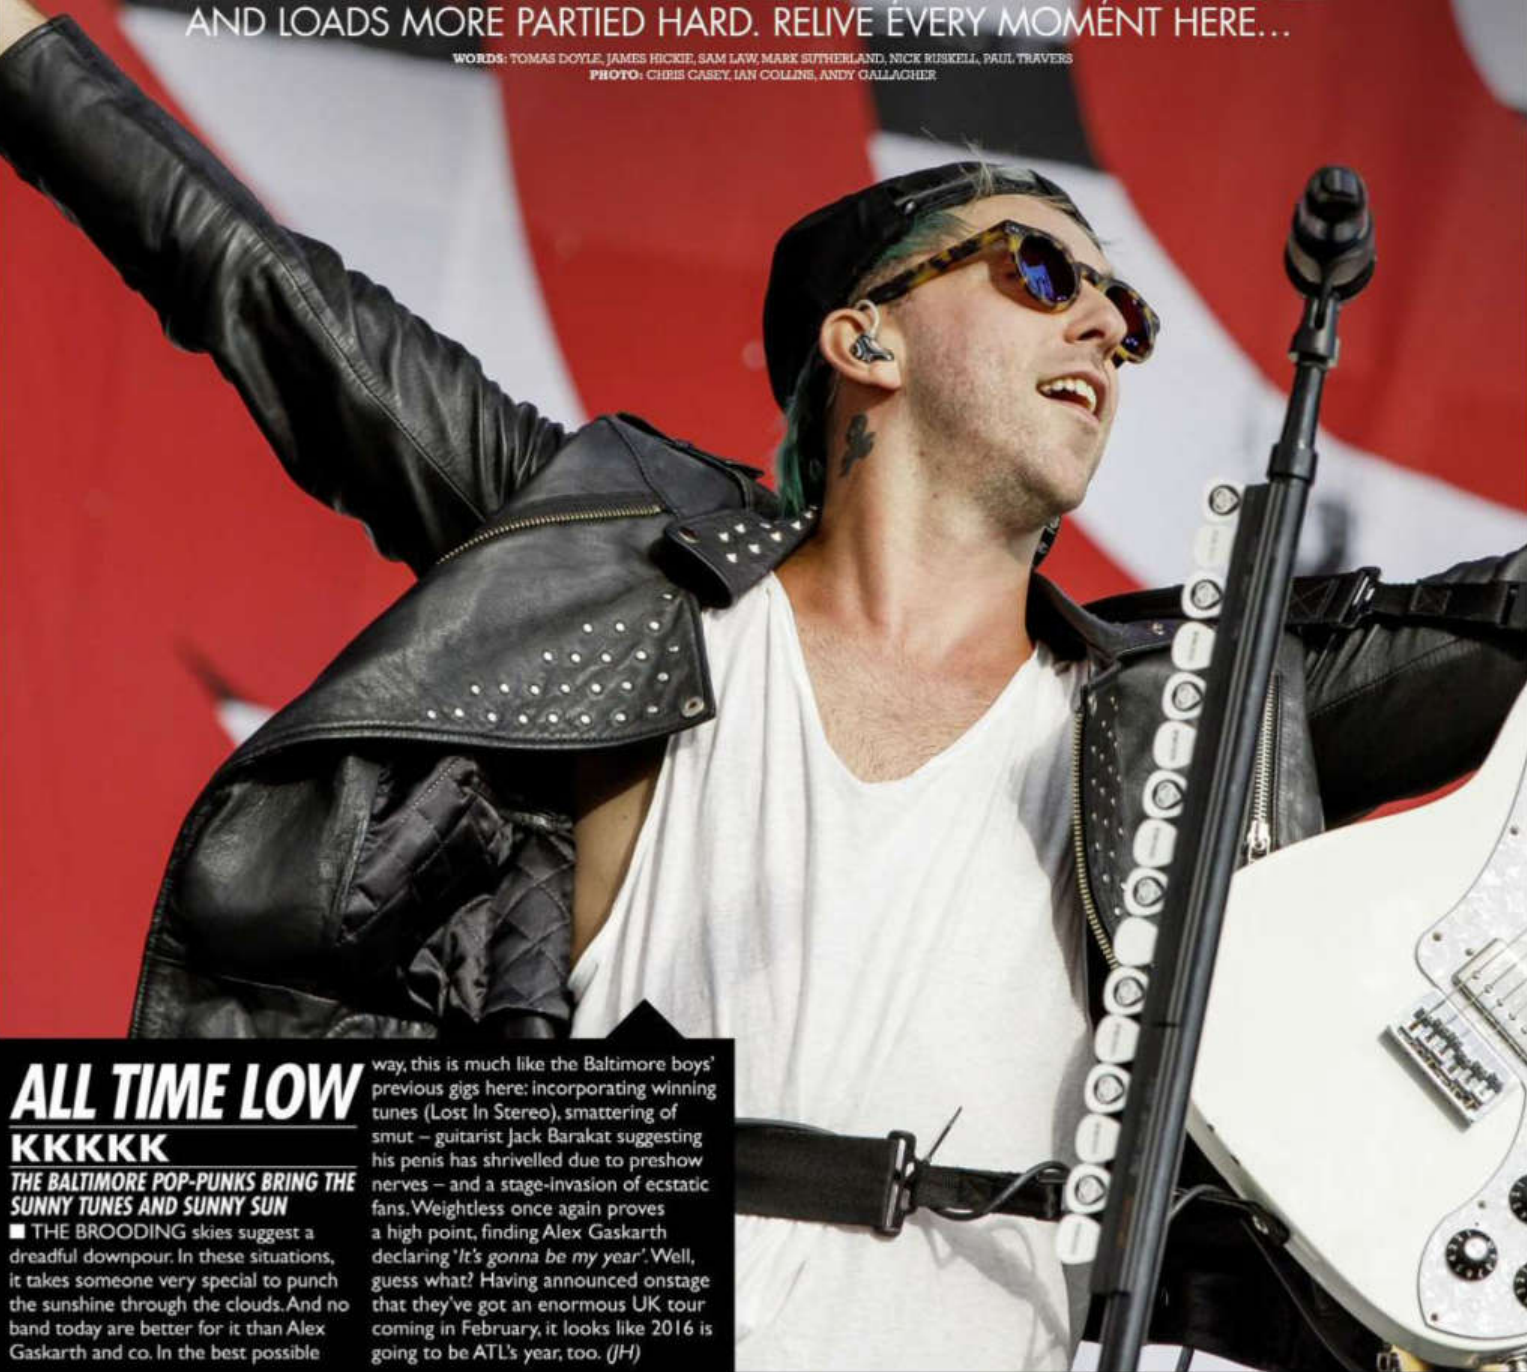 AND LOADS MORE PARTIED HARD. RELIVE ÉVERY MOMÉNT HERE...
WORDS: TOMAS DOYLE, JAMES HICKIE, SAM LAW, MARK SUTHERLAND, NICK RUSKELL, PAUL TRAVERS
PHOTO: CHRIS CASEY, IAN COLLINS, ANDY GALLAGHER
ALL TIME LOW
KKKKK
THE BALTIMORE POP-PUNKS BRING THE
SUNNY TUNES AND SUNNY SUN
■ THE BROODING skies suggest a
dreadful downpour. In these situations,
it takes someone very special to punch
the sunshine through the clouds. And no
band today are better for it than Alex
Gaskarth and co. In the best possible
way, this is much like the Baltimore boys'
previous gigs here: incorporating winning
tunes (Lost In Stereo), smattering of
smut – guitarist Jack Barakat suggesting
his penis has shrivelled due to preshow
nerves – and a stage-invasion of ecstatic
fans. Weightless once again proves
a high point, finding Alex Gaskarth
declaring 'It's gonna be my year'. Well,
guess what? Having announced onstage
that they've got an enormous UK tour
coming in February, it looks like 2016 is
going to be ATL's year, too. (JH)